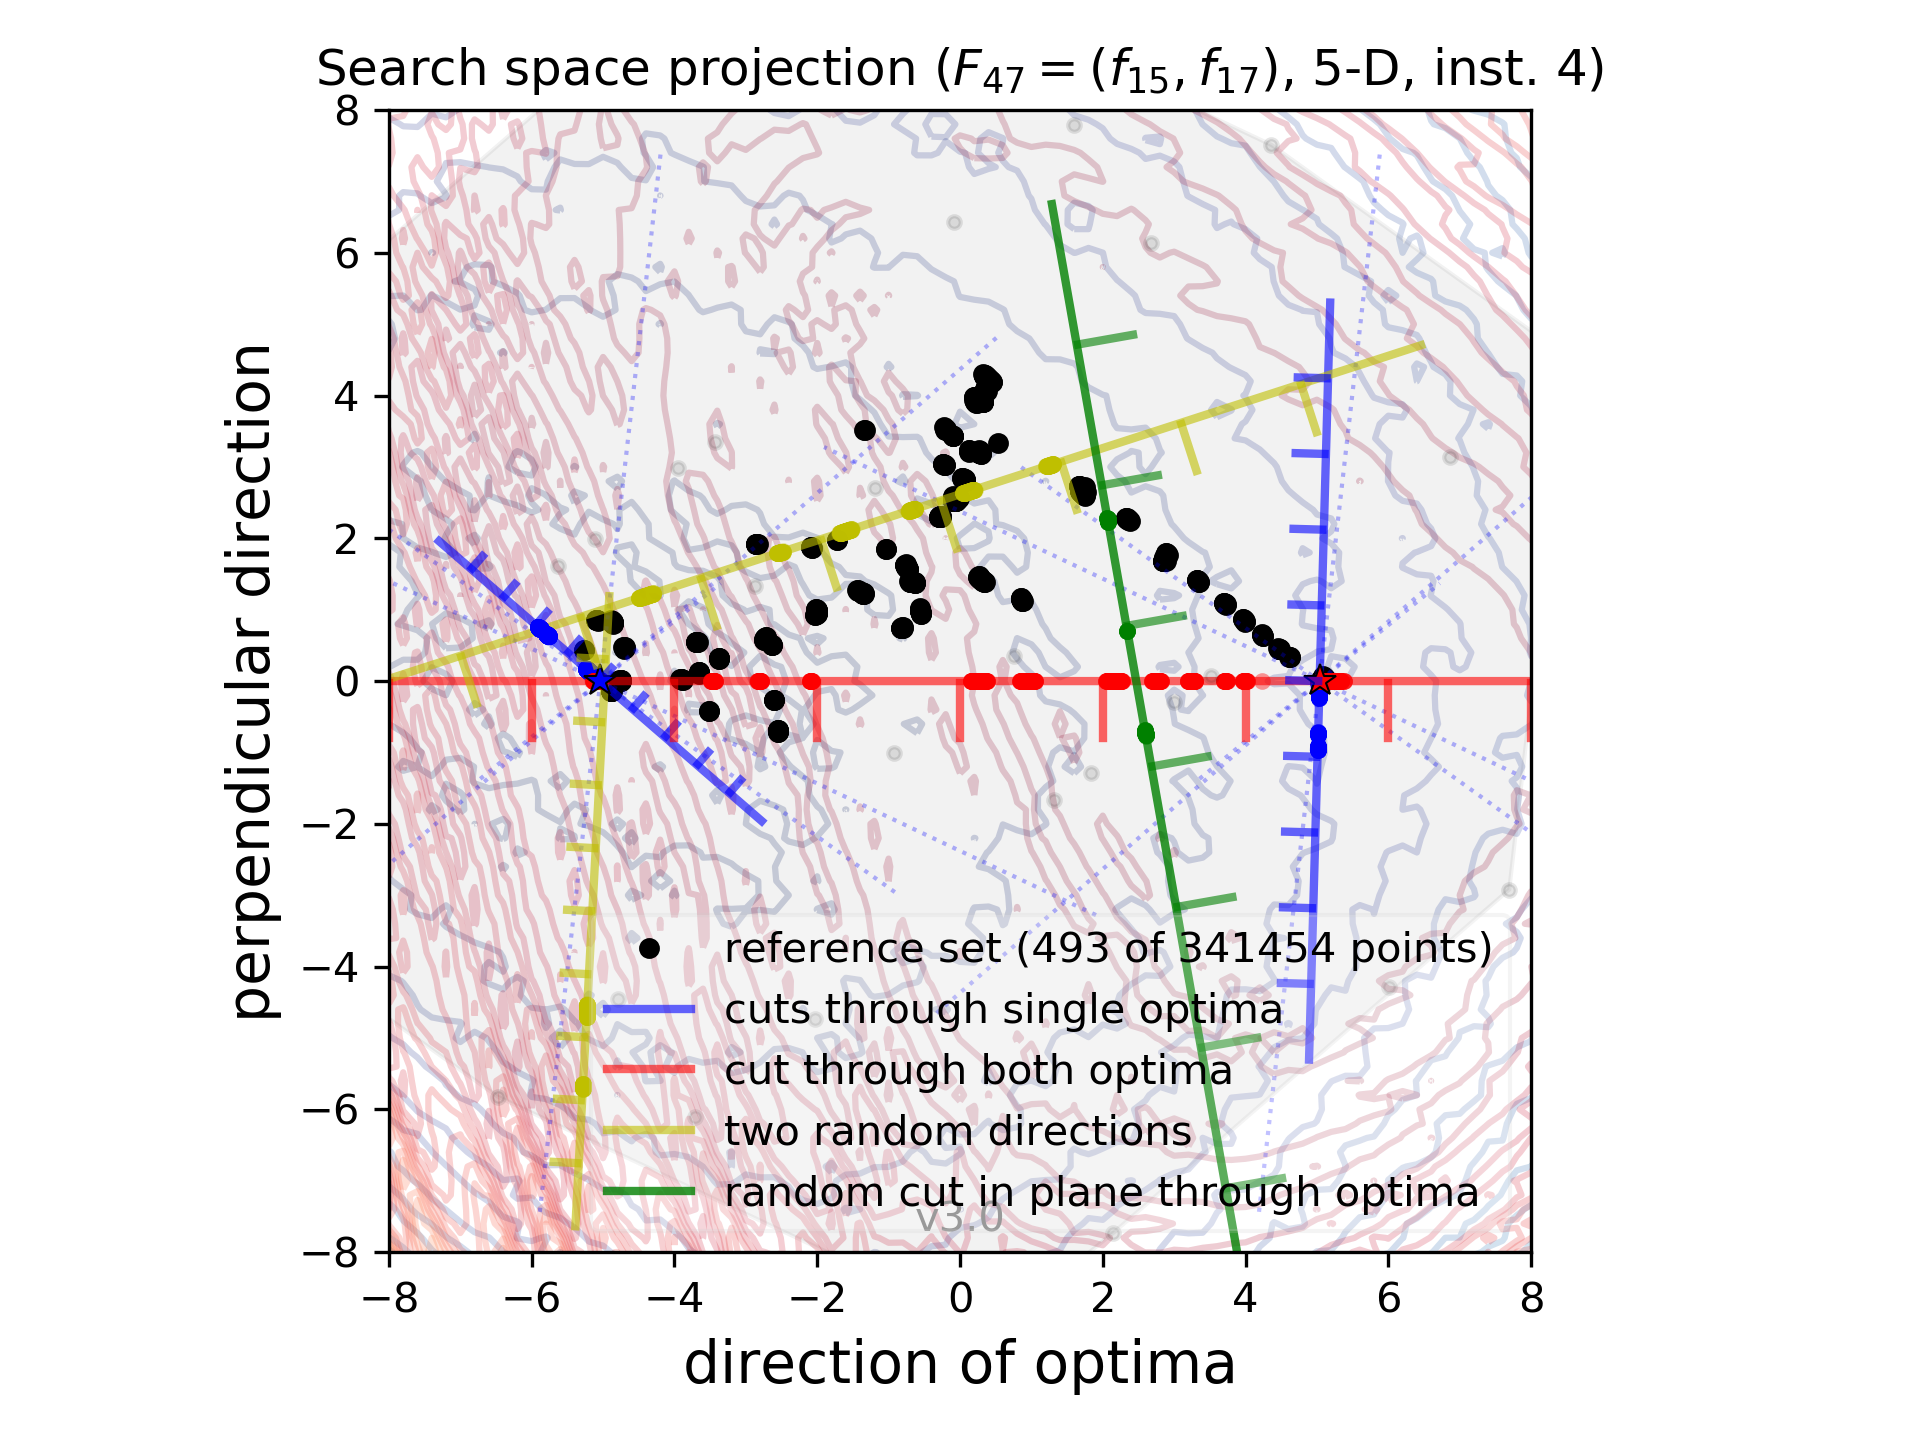 Search space projection (F₄₇ = (f₁₅, f₁₇), 5-D, inst. 4)
8
6
4
2
0
−2
−4
−6
−8
perpendicular direction
reference set (493 of 341454 points)
cuts through single optima
cut through both optima
two random directions
random cut in plane through optima
v3.0
−8 −6 −4 −2 0 2 4 6 8
direction of optima